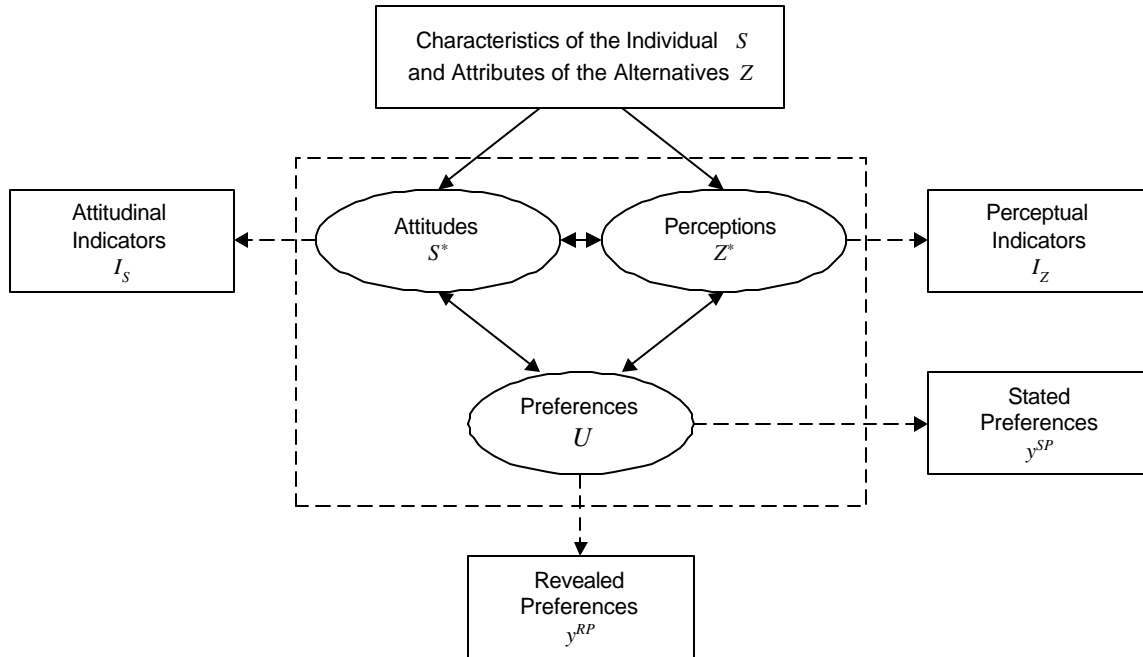 Characteristics of the Individual S
and Attributes of the Alternatives Z
Attitudinal
Indicators
I_S
Attitudes
S*
Perceptions
Z*
Perceptual
Indicators
I_Z
Preferences
U
Stated
Preferences
y^SP
Revealed
Preferences
y^RP